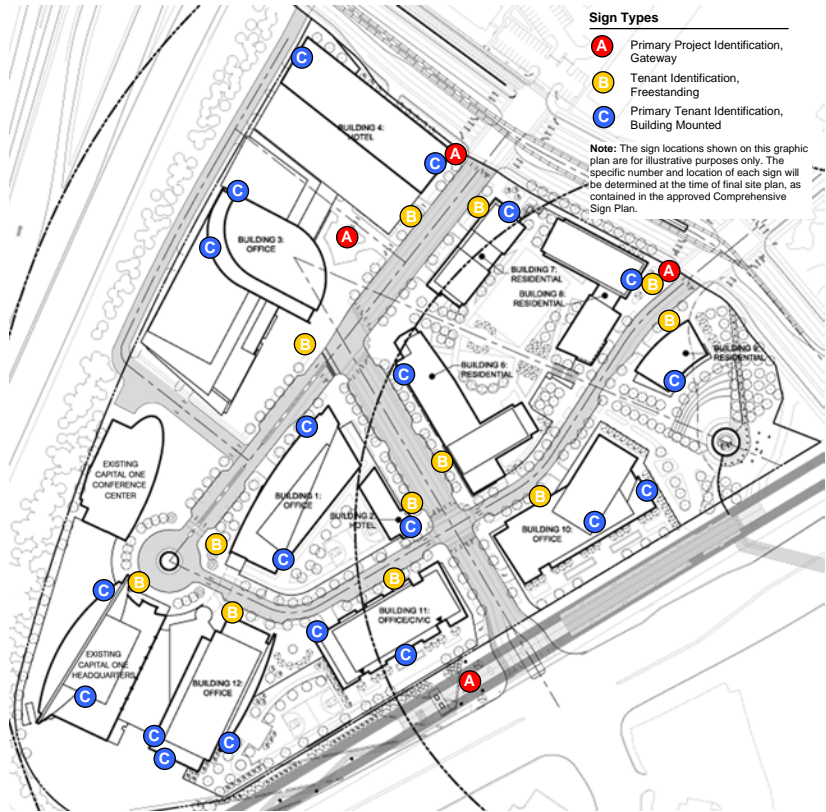 Sign Types
A Primary Project Identification,
Gateway
B Tenant Identification,
Freestanding
C Primary Tenant Identification,
Building Mounted
Note: The sign locations shown on this graphic
plan are for illustrative purposes only. The
specific number and location of each sign will
be determined at the time of final site plan, as
contained in the approved Comprehensive
Sign Plan.
C
BUILDING 4:
HOTEL
C
A
C
B
B
C
A
C
BUILDING 3:
OFFICE
BUILDING 7:
RESIDENTIAL
C
B
A
BUILDING 8:
RESIDENTIAL
B
B
BUILDING 9:
RESIDENTIAL
C
BUILDING 6:
RESIDENTIAL
C
C
B
EXISTING
CAPITAL ONE
CONFERENCE
CENTER
BUILDING 1:
OFFICE
B
BUILDING 2:
HOTEL
C
B
C
C
BUILDING 10:
OFFICE
B
C
B
C
B
B
BUILDING 11:
OFFICE/CIVIC
C
C
EXISTING
CAPITAL ONE
HEADQUARTERS
C
BUILDING 12:
OFFICE
A
C
C
C